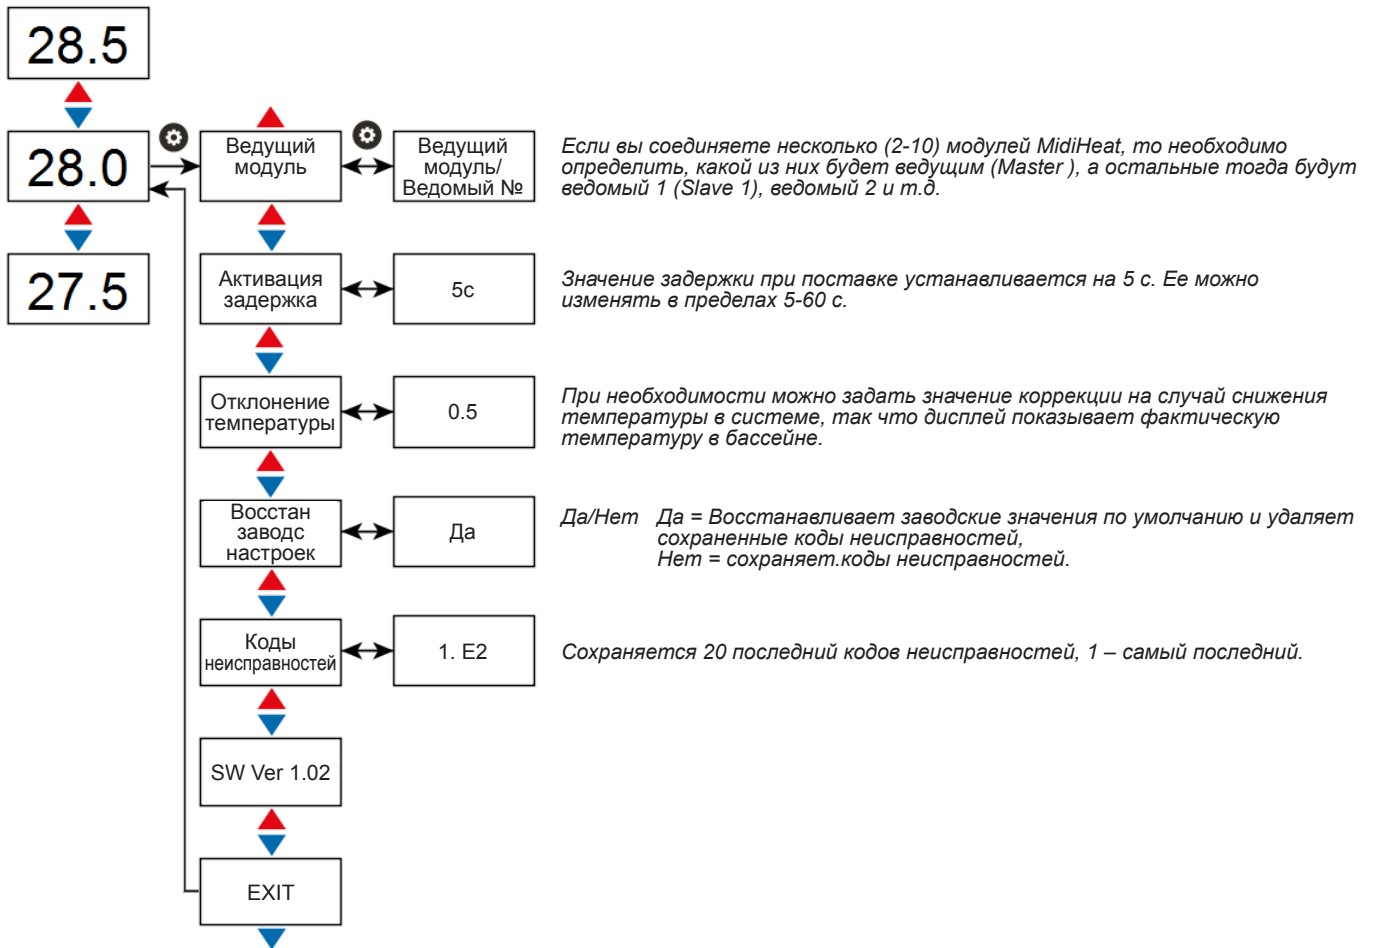 28.5
28.0
27.5
Ведущий
модуль
Ведущий
модуль/
Ведомый №
Если вы соединяете несколько (2-10) модулей MidiHeat, то необходимо
определить, какой из них будет ведущим (Master ), а остальные тогда будут
ведомый 1 (Slave 1), ведомый 2 и т.д.
Активация
задержка
5с
Значение задержки при поставке устанавливается на 5 с. Ее можно
изменять в пределах 5-60 с.
Отклонение
температуры
0.5
При необходимости можно задать значение коррекции на случай снижения
температуры в системе, так что дисплей показывает фактическую
температуру в бассейне.
Восстан
заводс
настроек
Да
Да/Нет Да = Восстанавливает заводские значения по умолчанию и удаляет
сохраненные коды неисправностей,
Нет = сохраняет.коды неисправностей.
Коды
неисправностей
1. E2
Сохраняется 20 последний кодов неисправностей, 1 – самый последний.
SW Ver 1.02
EXIT